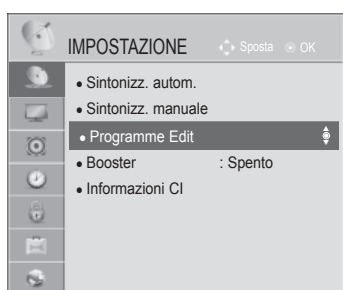 IMPOSTAZIONE Sposta OK
• Sintonizz. autom.
• Sintonizz. manuale
• Programme Edit
• Booster : Spento
• Informazioni CI